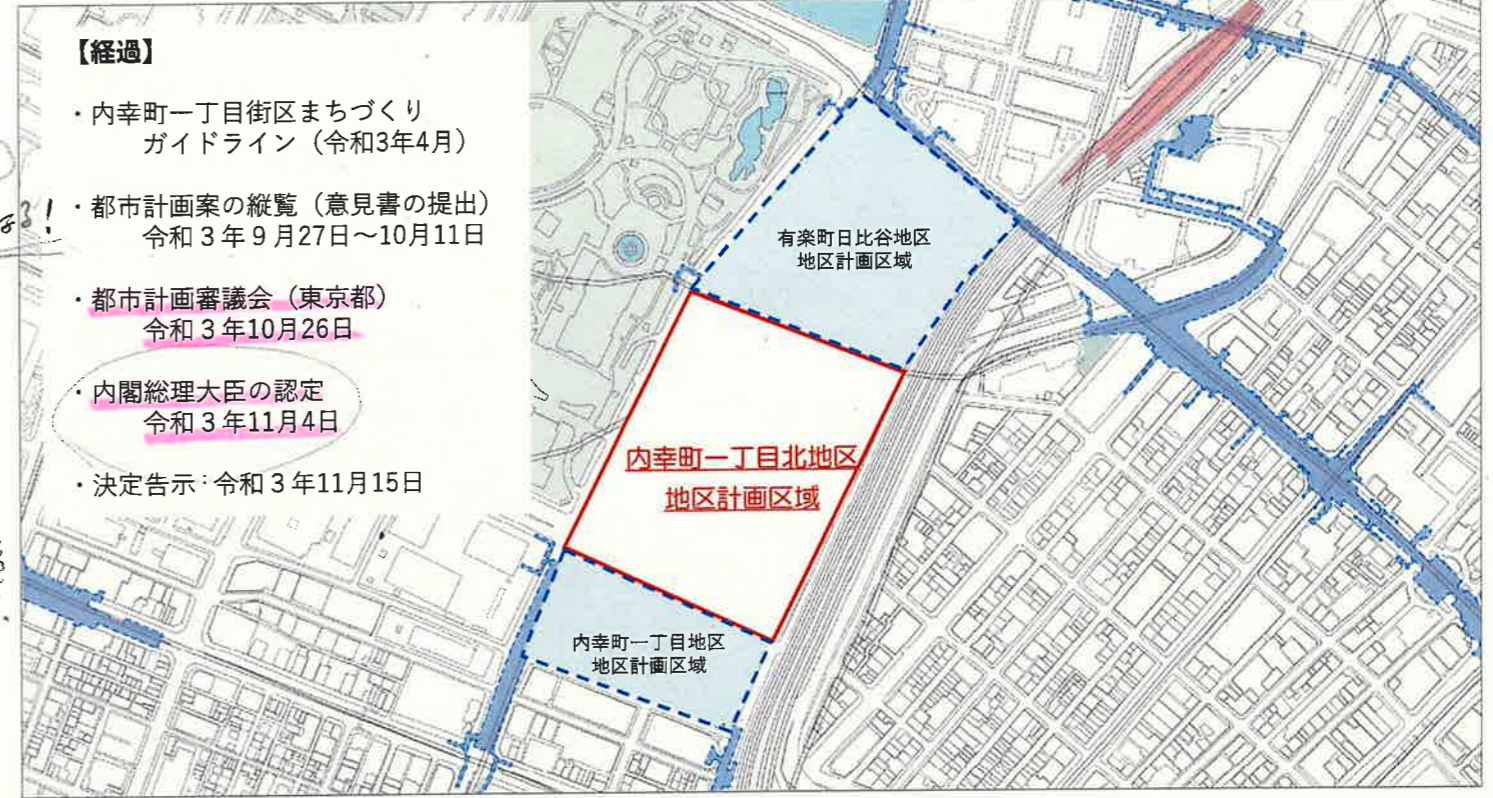 【経過】
・内幸町一丁目街区まちづくり
ガイドライン（令和3年4月）
・都市計画案の縦覧（意見書の提出）
令和３年９月27日～10月11日
・都市計画審議会（東京都）
令和３年10月26日
・内閣総理大臣の認定
令和３年11月4日
・決定告示：令和３年11月15日
有楽町日比谷地区
地区計画区域
内幸町一丁目北地区
地区計画区域
内幸町一丁目地区
地区計画区域